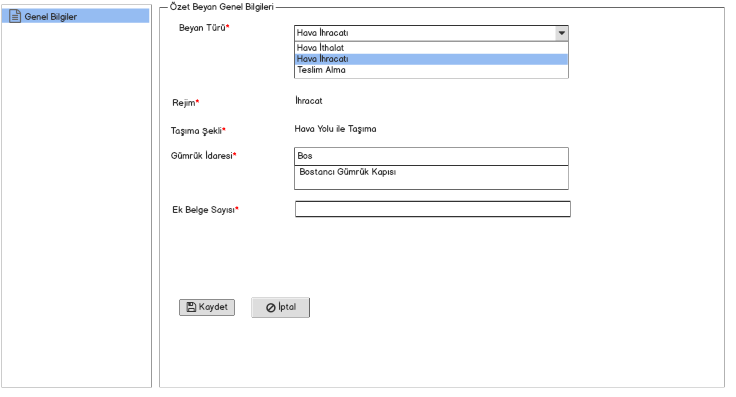 Genel Bilgiler
Özet Beyan Genel Bilgileri
Beyan Türü*
Hava İhracatı
Hava İthalat
Hava İhracatı
Teslim Alma
Rejim*
İhracat
Taşıma Şekli*
Hava Yolu ile Taşıma
Gümrük İdaresi*
Bos
Bostancı Gümrük Kapısı
Ek Belge Sayısı*
Kaydet
İptal